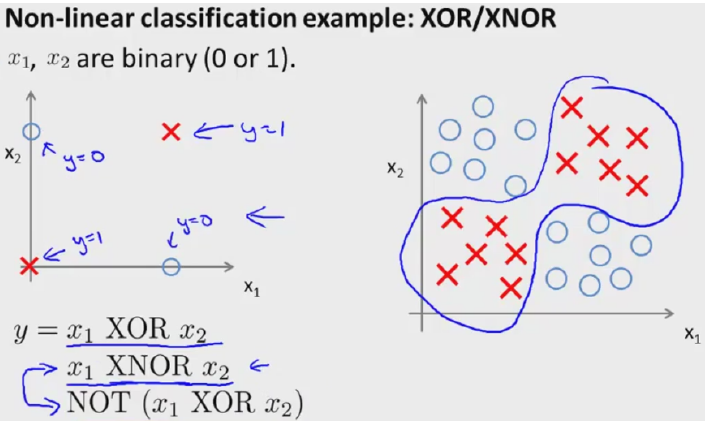 Non-linear classification example: XOR/XNOR
x₁, x₂ are binary (0 or 1).
x₂
y=0
y=1
y=1
y=0
x₁
x₂
x₁
y = x₁ XOR x₂
x₁ XNOR x₂
NOT (x₁ XOR x₂)